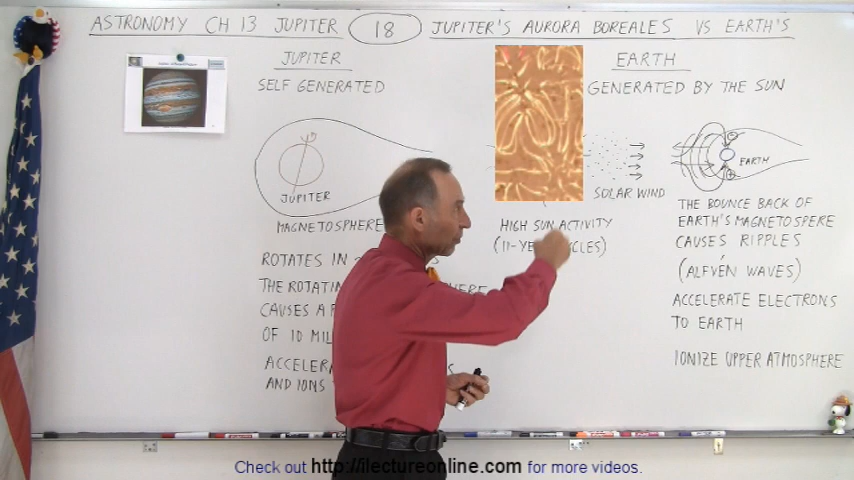 ASTRONOMY CH 13 JUPITER 18 JUPITER'S AURORA BOREALES VS EARTH'S
JUPITER
SELF GENERATED
JUPITER
MAGNETOSPHERE
ROTATES IN
THE ROTATING
CAUSES A
OF 10
AND IONS
EARTH
GENERATED BY THE SUN
SOLAR WIND
EARTH
HIGH SUN ACTIVITY
THE BOUNCE BACK OF
EARTH'S MAGNETOSPERE
CAUSES RIPPLES
(ALFVÉN WAVES)
ACCELERATE ELECTRONS
TO EARTH
IONIZE UPPER ATMOSPHERE
Check out http://ilectureonline.com for more videos.